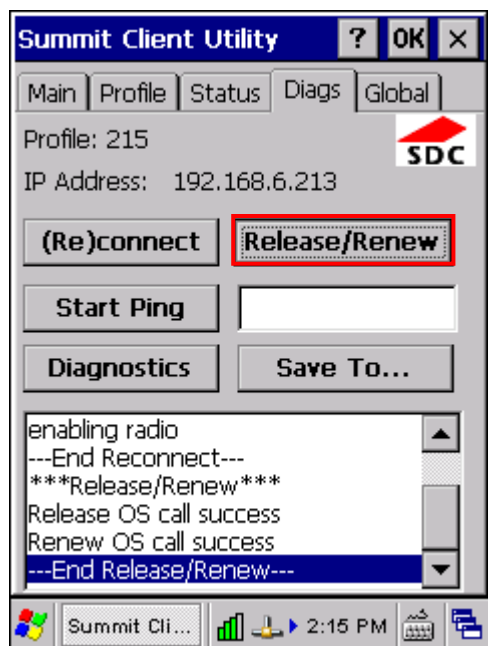 Summit Client Utility ? OK ×
Main Profile Status Diags Global
Profile: 215
SDC
IP Address: 192.168.6.213
(Re)connect Release/Renew
Start Ping
Diagnostics Save To...
enabling radio
---End Reconnect---
***Release/Renew***
Release OS call success
Renew OS call success
---End Release/Renew---
Summit Cli... 2:15 PM